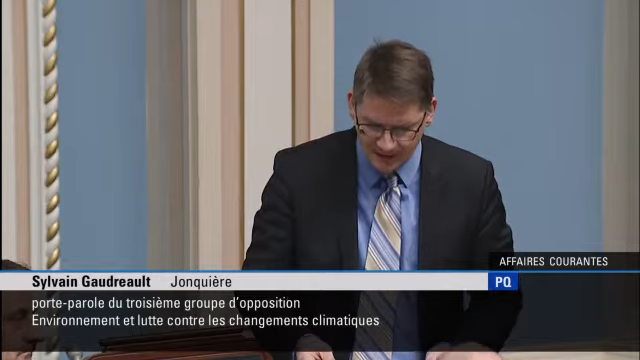 AFFAIRES COURANTES
Sylvain Gaudreault Jonquière PQ
porte-parole du troisième groupe d'opposition
Environnement et lutte contre les changements climatiques